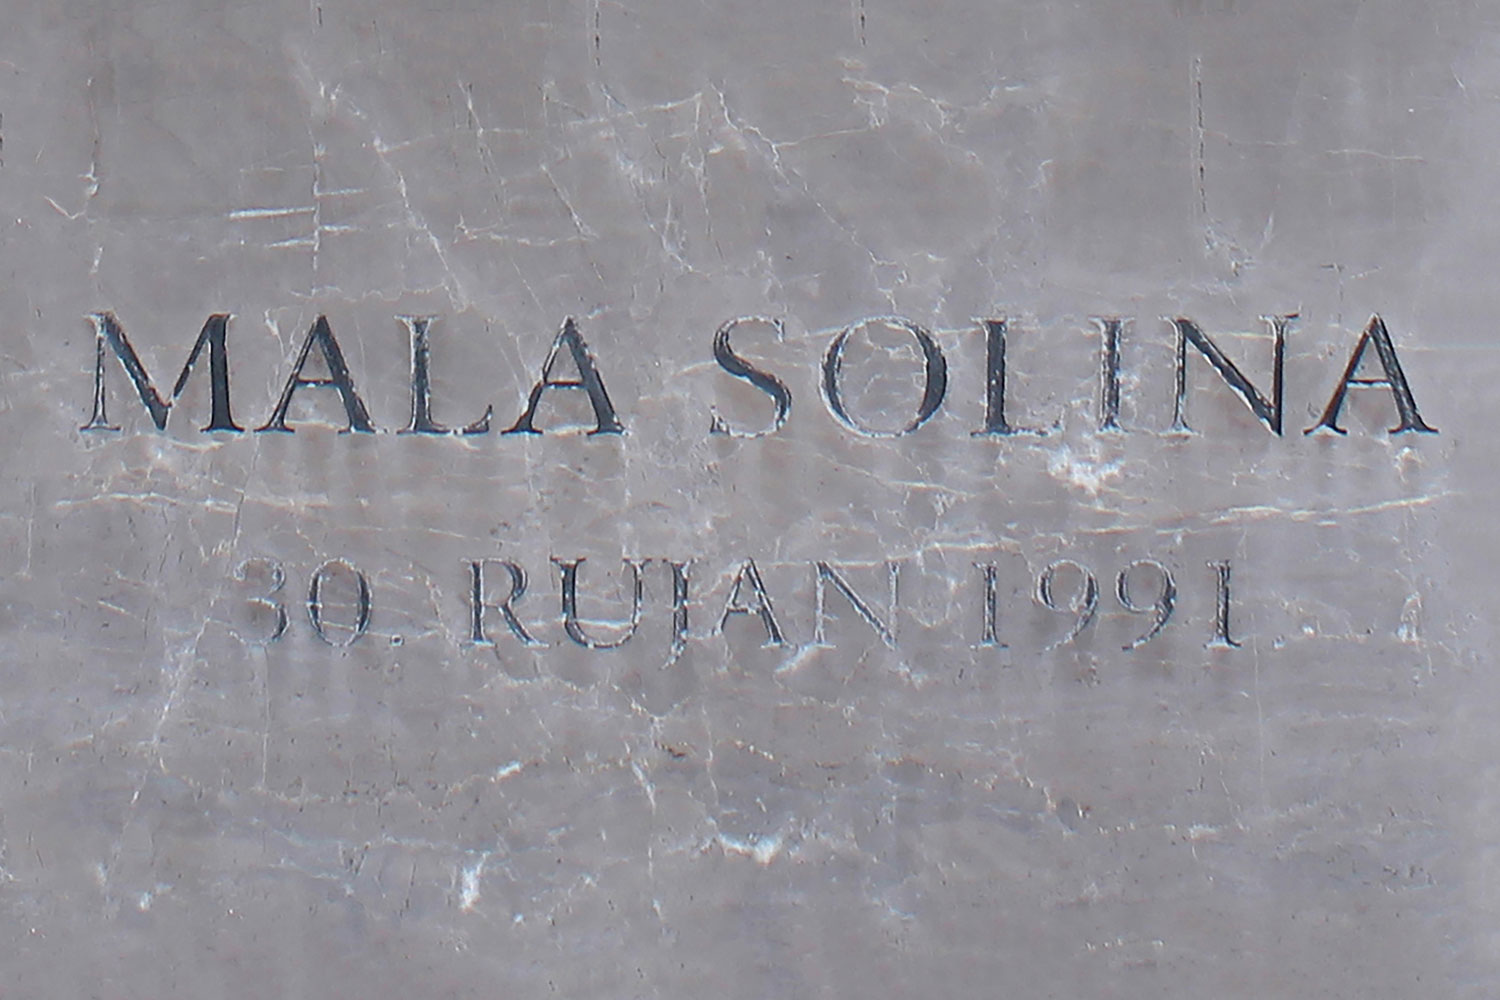 MALA SOLINA
30. RUJAN 1991.